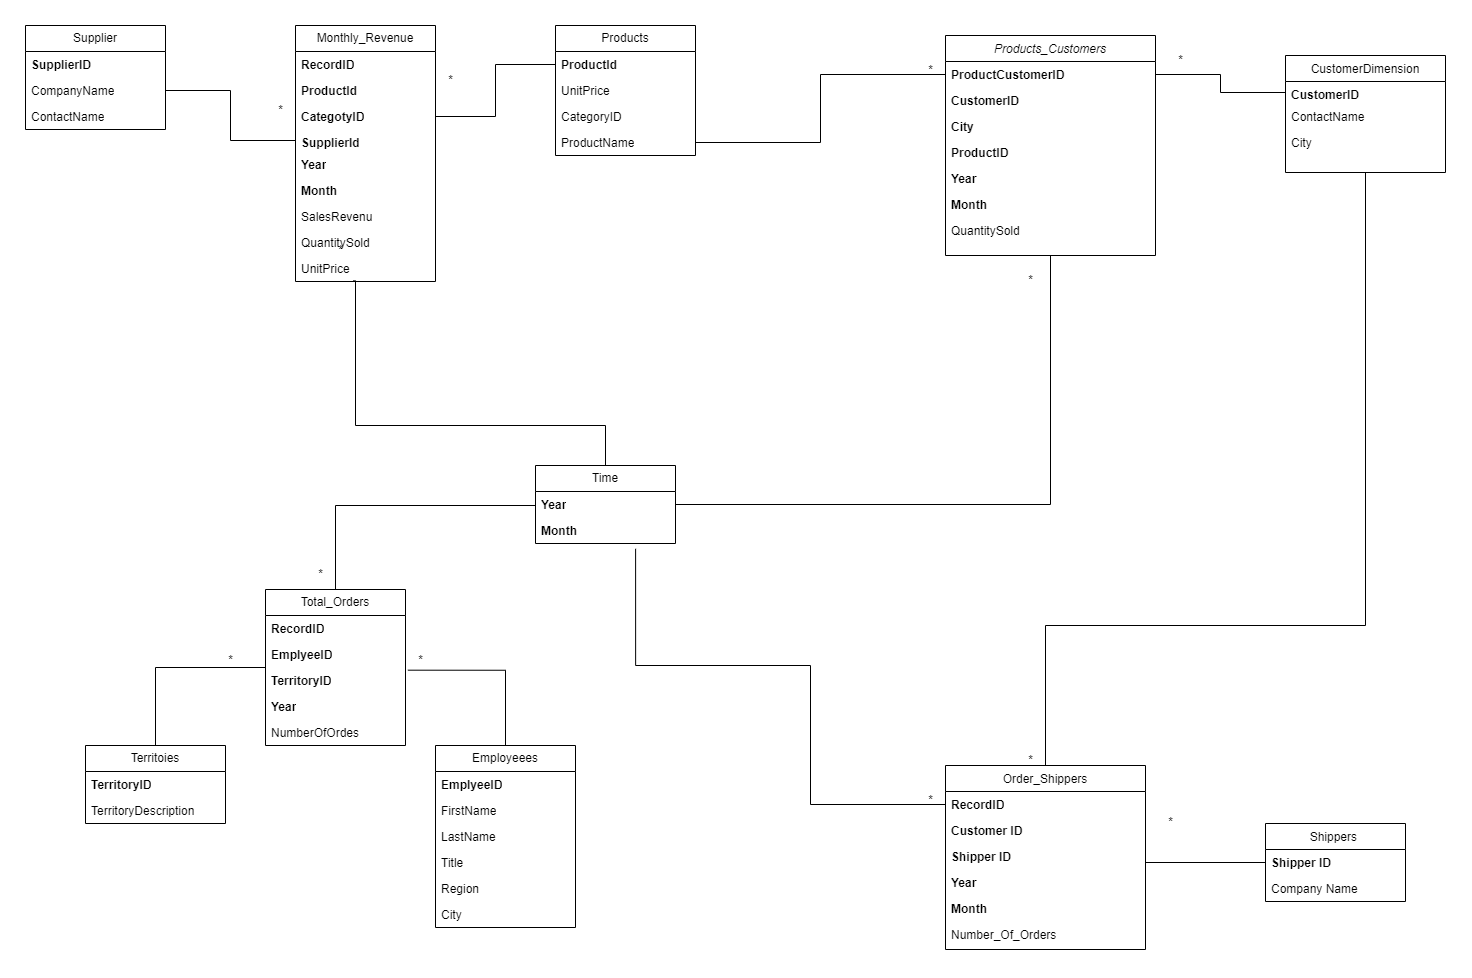 Supplier
SupplierID
CompanyName
ContactName
*
Monthly_Revenue
RecordID
ProductId
CategotyID
SupplierId
Year
Month
SalesRevenu
QuantitySold
UnitPrice
*
Products
ProductId
UnitPrice
CategoryID
ProductName
*
Products_Customers
ProductCustomerID
CustomerID
City
ProductID
Year
Month
QuantitySold
*
*
CustomerDimension
CustomerID
ContactName
City
Time
Year
Month
*
Total_Orders
RecordID
EmplyeeID
TerritoryID
Year
NumberOfOrdes
*
*
Territoies
TerritoryID
TerritoryDescription
Employeees
EmplyeeID
FirstName
LastName
Title
Region
City
*
*
Order_Shippers
RecordID
Customer ID
Shipper ID
Year
Month
Number_Of_Orders
*
Shippers
Shipper ID
Company Name